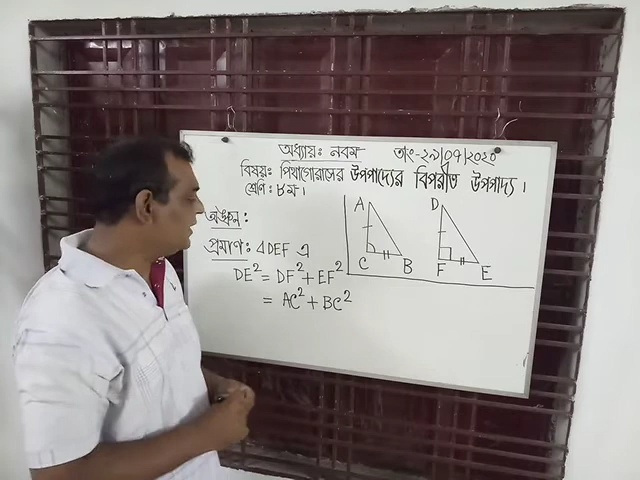 অধ্যায়ঃ নবম তাং-২৯/০৭/২০২০
বিষয়ঃ পিথাগোরাসের উপপাদ্যের বিপরীত উপপাদ্য।
শ্রেণিঃ ৮ম।
অঙ্কনঃ
প্রমাণঃ ΔDEF এ
DE² = DF² + EF²
= AC² + BC²
A D
C B F E